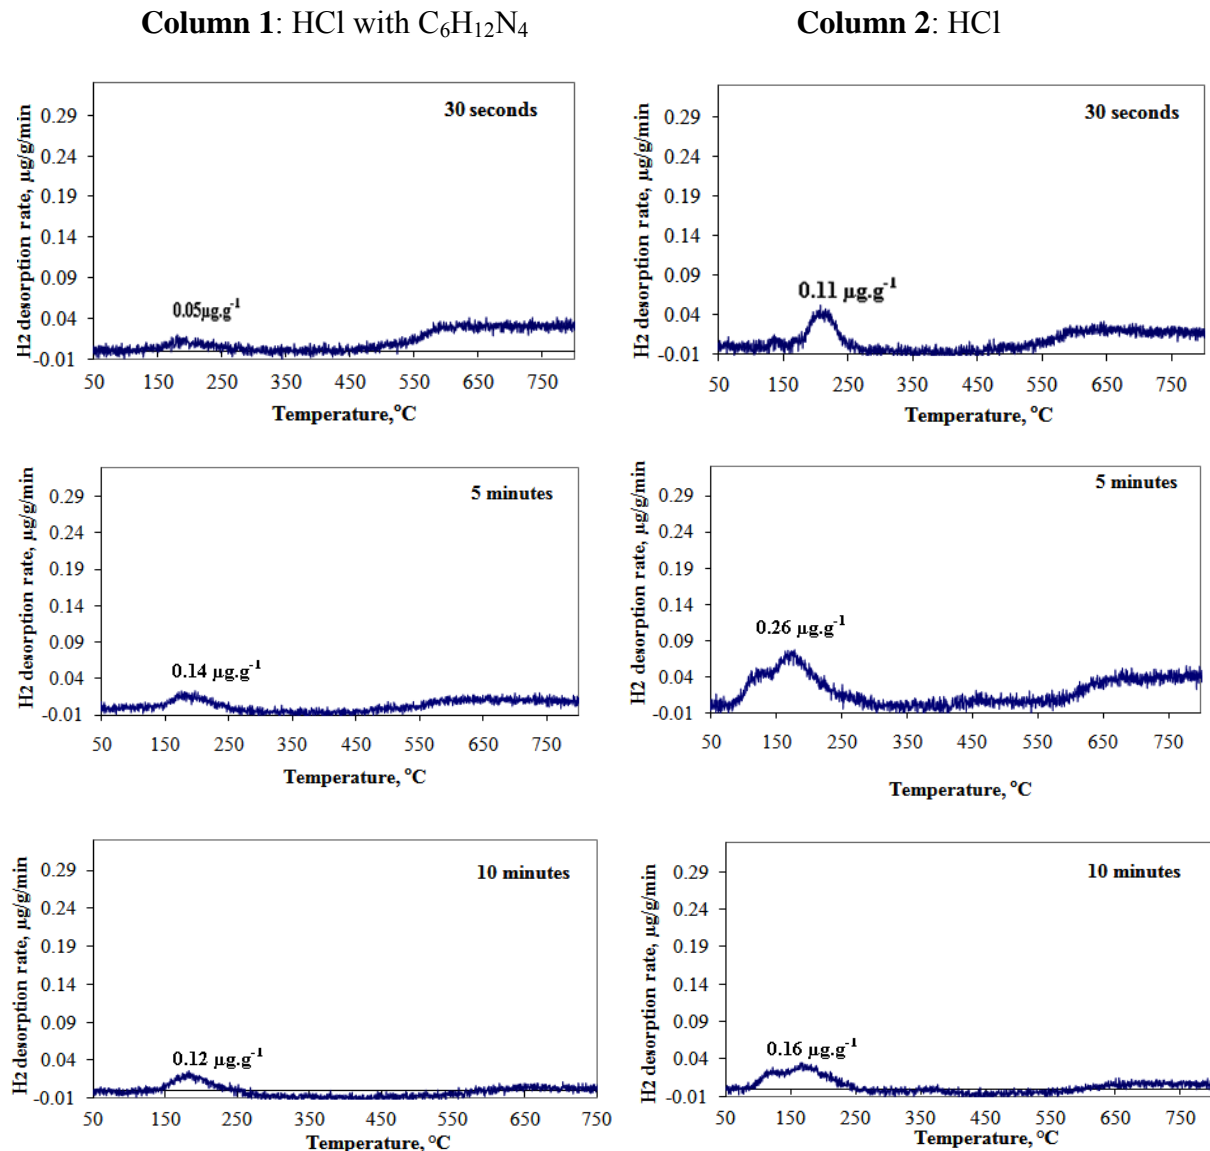 Column 1: HCl with C₆H₁₂N₄
Column 2: HCl
H2 desorption rate, µg/g/min
0.29
0.24
0.19
0.14
0.09
0.04
-0.01
30 seconds
0.05µg.g⁻¹
50 150 250 350 450 550 650 750
Temperature,°C
H2 desorption rate, µg/g/min
0.29
0.24
0.19
0.14
0.09
0.04
-0.01
30 seconds
0.11 µg.g⁻¹
50 150 250 350 450 550 650 750
Temperature, °C
H2 desorption rate, µg/g/min
0.29
0.24
0.19
0.14
0.09
0.04
-0.01
5 minutes
0.14 µg.g⁻¹
50 150 250 350 450 550 650 750
Temperature, °C
H2 desorption rate, µg/g/min
0.29
0.24
0.19
0.14
0.09
0.04
-0.01
5 minutes
0.26 µg.g⁻¹
50 150 250 350 450 550 650 750
Temperature, °C
H2 desorption rate, µg/g/min
0.29
0.24
0.19
0.14
0.09
0.04
-0.01
10 minutes
0.12 µg.g⁻¹
50 150 250 350 450 550 650 750
Temperature, °C
H2 desorption rate, µg/g/min
0.29
0.24
0.19
0.14
0.09
0.04
-0.01
10 minutes
0.16 µg.g⁻¹
50 150 250 350 450 550 650 750
Temperature, °C